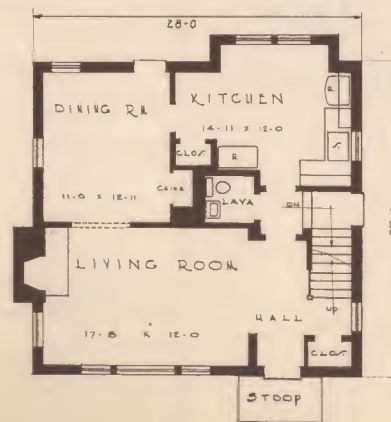 28-0
DINING RM
KITCHEN
R.
14-11 X 12-0
S.
CLOS.
R
11-0 X 12-11
CHINA
LAVA
DN
LIVING ROOM
HALL
UP
17-8 X 12-0
CLOS.
STOOP